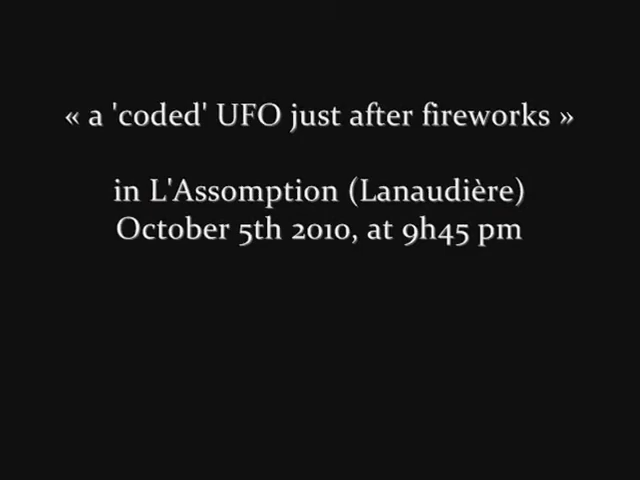 « a 'coded' UFO just after fireworks »
in L'Assomption (Lanaudière)
October 5th 2010, at 9h45 pm